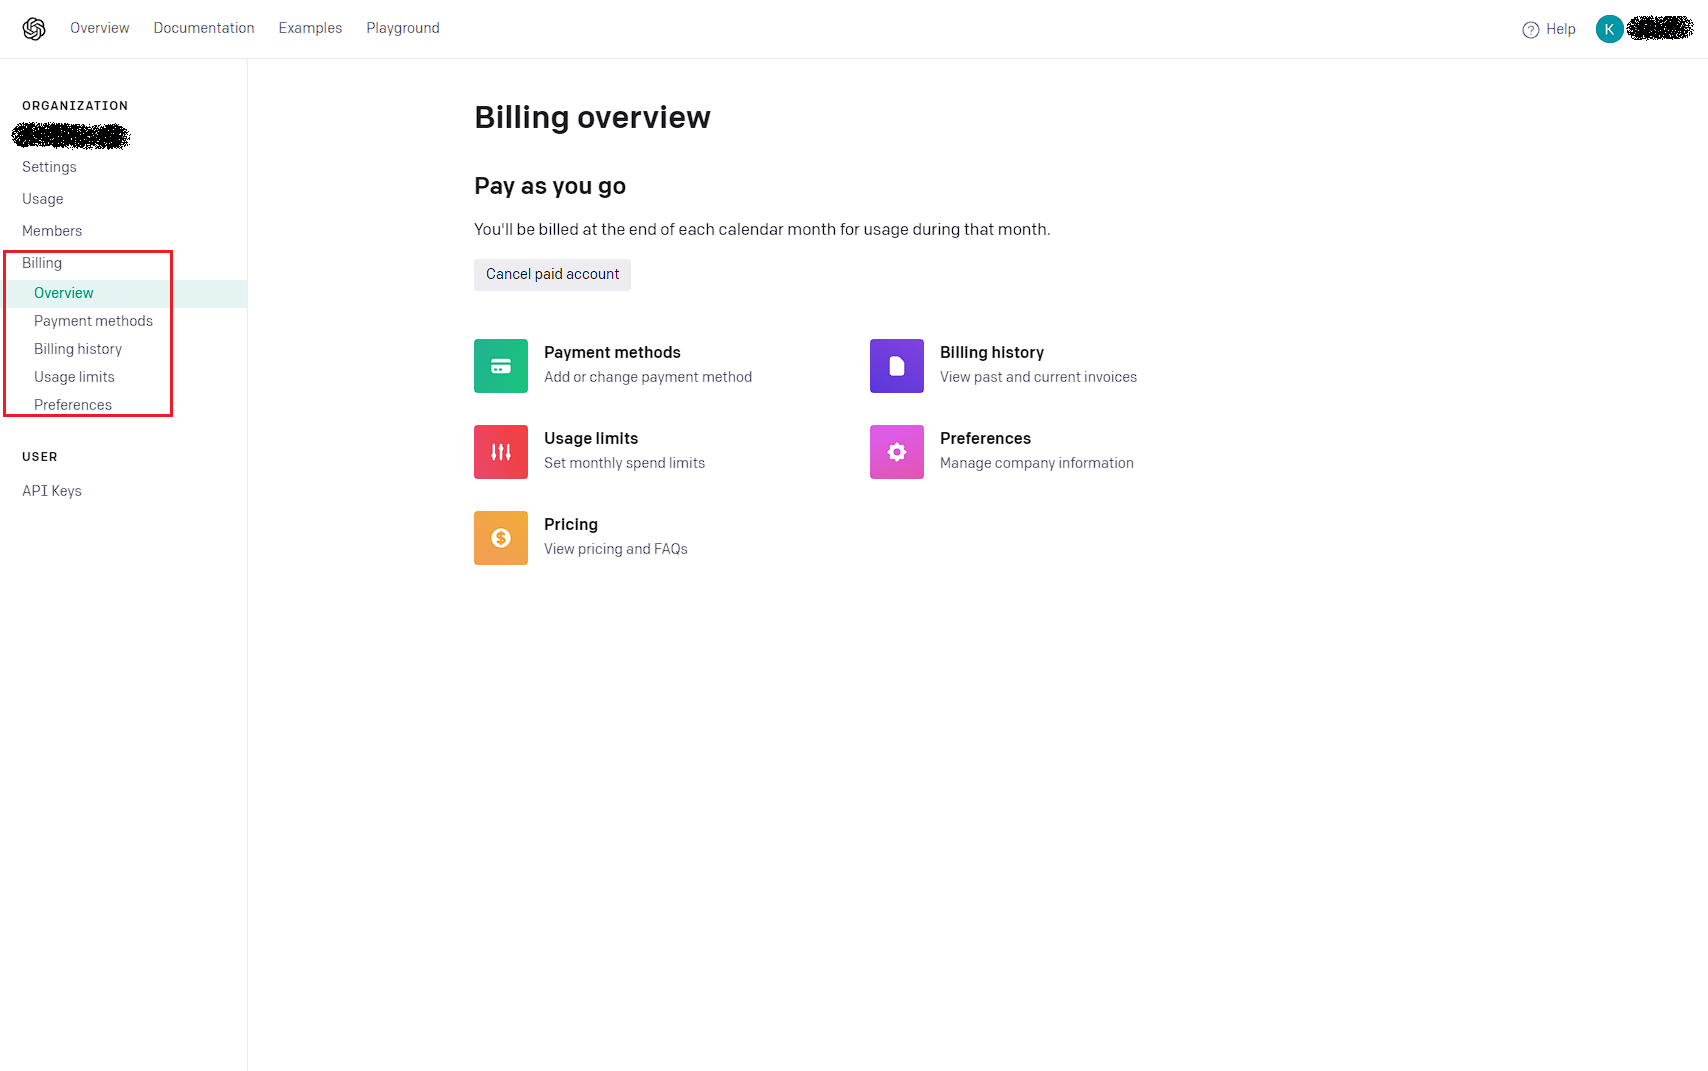 Overview Documentation Examples Playground
Help
K
ORGANIZATION
Settings
Usage
Members
Billing
Overview
Payment methods
Billing history
Usage limits
Preferences
USER
API Keys
Billing overview
Pay as you go
You'll be billed at the end of each calendar month for usage during that month.
Cancel paid account
Payment methods
Add or change payment method
Billing history
View past and current invoices
Usage limits
Set monthly spend limits
Preferences
Manage company information
Pricing
View pricing and FAQs